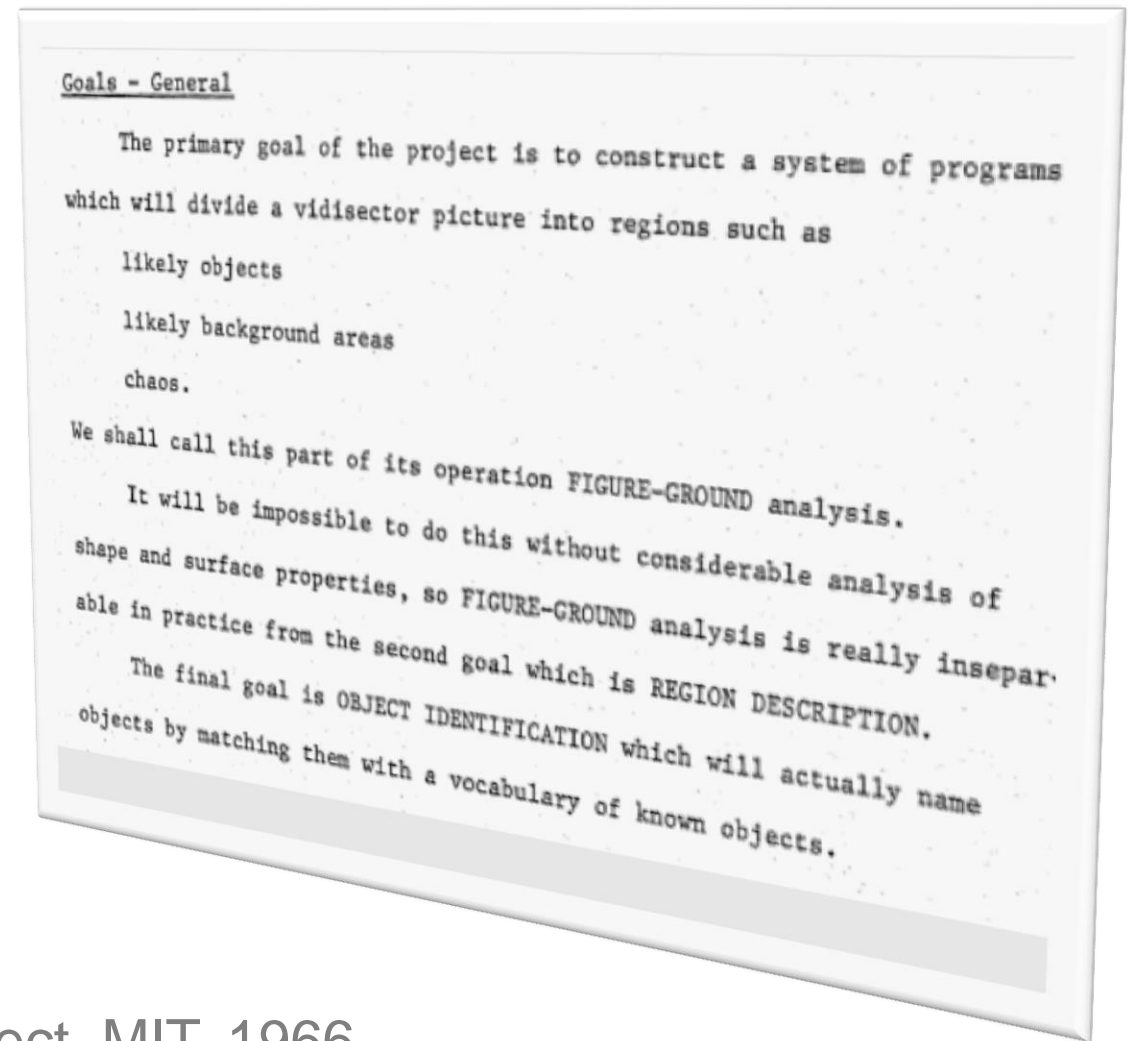 Goals - General
The primary goal of the project is to construct a system of programs
which will divide a vidisector picture into regions such as
likely objects
likely background areas
chaos.
We shall call this part of its operation FIGURE-GROUND analysis.
It will be impossible to do this without considerable analysis of
shape and surface properties, so FIGURE-GROUND analysis is really insepar-
able in practice from the second goal which is REGION DESCRIPTION.
The final goal is OBJECT IDENTIFICATION which will actually name
objects by matching them with a vocabulary of known objects.
MIT, 1966